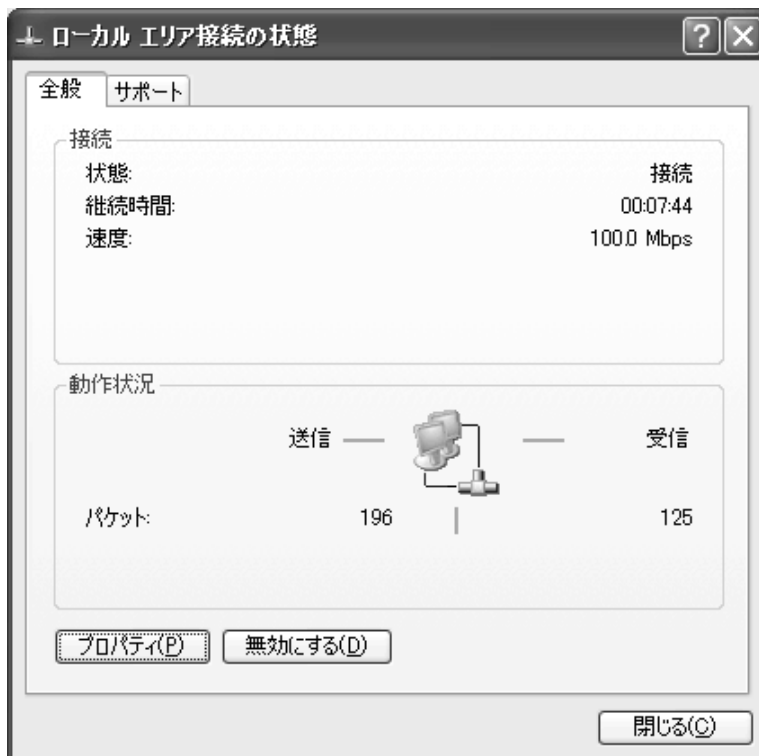 ローカル エリア接続の状態
全般 サポート
接続
状態: 接続
継続時間: 00:07:44
速度: 100.0 Mbps
動作状況
送信 受信
パケット: 196 125
プロパティ(P) 無効にする(D)
閉じる(C)